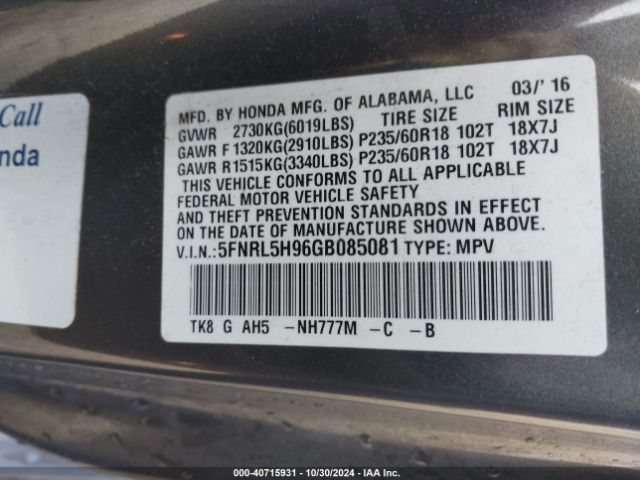 Call
nda
MFD. BY HONDA MFG. OF ALABAMA, LLC 03/' 16
GVWR 2730KG(6019LBS) TIRE SIZE RIM SIZE
GAWR F 1320KG(2910LBS) P235/60R18 102T 18X7J
GAWR R1515KG(3340LBS) P235/60R18 102T 18X7J
THIS VEHICLE CONFORMS TO ALL APPLICABLE
FEDERAL MOTOR VEHICLE SAFETY
AND THEFT PREVENTION STANDARDS IN EFFECT
ON THE DATE OF MANUFACTURE SHOWN ABOVE.
V.I.N.:5FNRL5H96GB085081 TYPE: MPV
TK8 G AH5 -NH777M -C -B
000-40715931 - 10/30/2024 - IAA Inc.